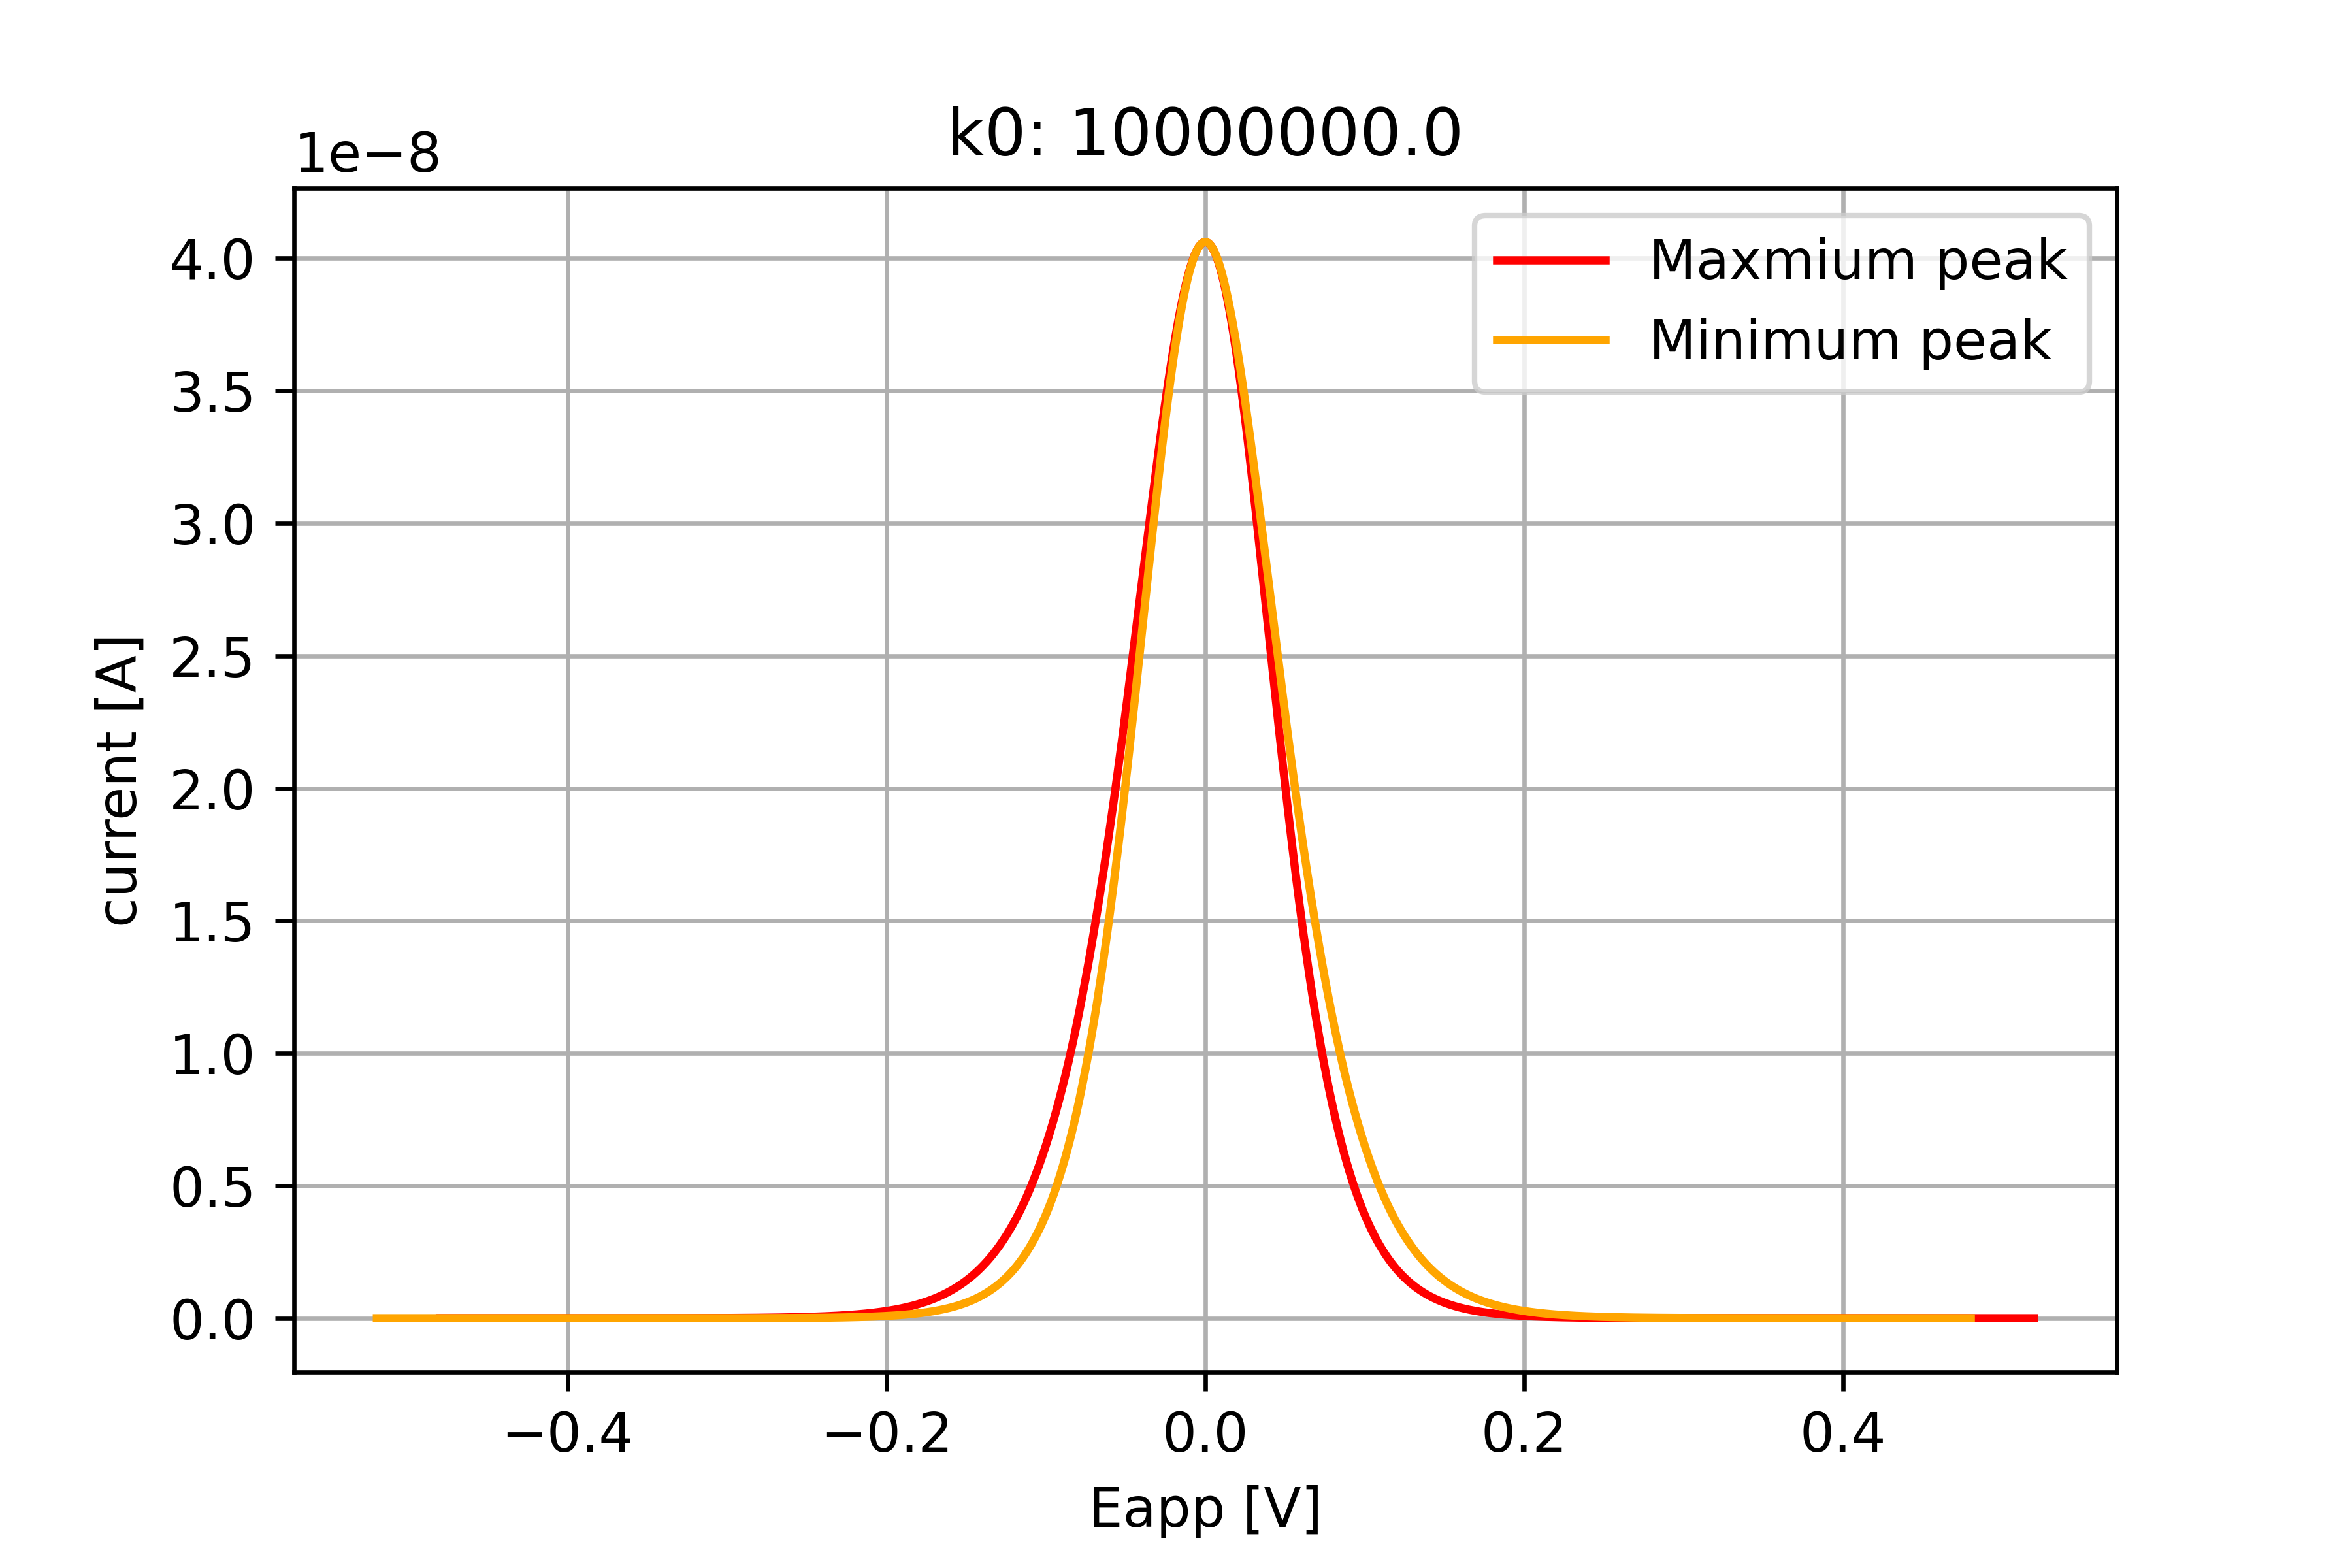 k0: 10000000.0
1e−8
Maxmium peak
Minimum peak
4.0
3.5
3.0
2.5
2.0
1.5
1.0
0.5
0.0
current [A]
−0.4 −0.2 0.0 0.2 0.4
Eapp [V]